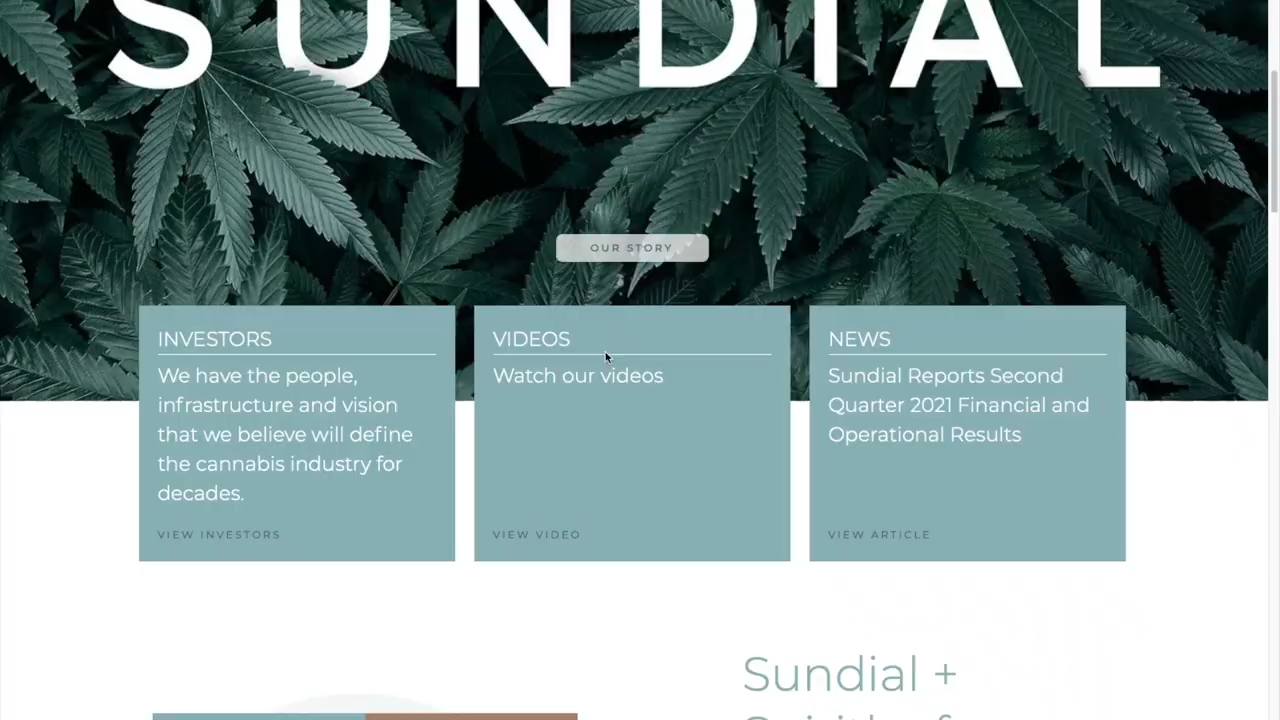 SUNDIAL
OUR STORY
INVESTORS
We have the people,
infrastructure and vision
that we believe will define
the cannabis industry for
decades.
VIEW INVESTORS
VIDEOS
Watch our videos
VIEW VIDEO
NEWS
Sundial Reports Second
Quarter 2021 Financial and
Operational Results
VIEW ARTICLE
Sundial +